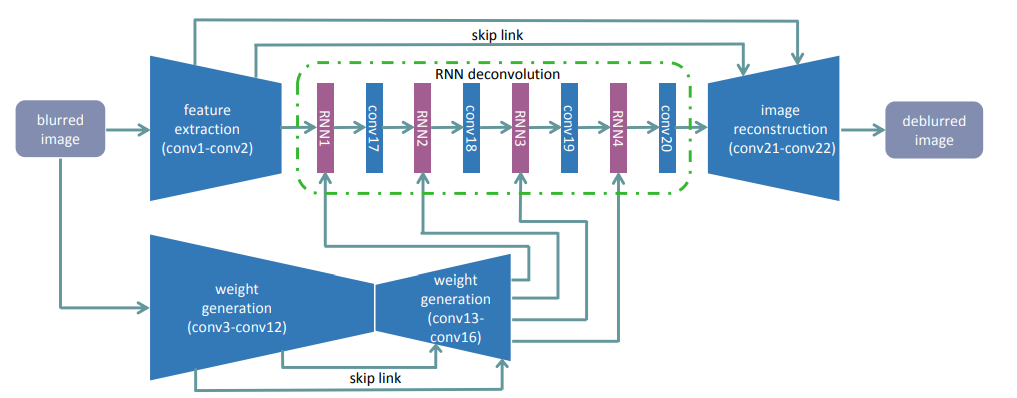 skip link
RNN deconvolution
blurred
image
feature
extraction
(conv1-conv2)
RNN1
conv17
RNN2
conv18
RNN3
conv19
RNN4
conv20
image
reconstruction
(conv21-conv22)
deblurred
image
weight
generation
(conv3-conv12)
weight
generation
(conv13-
conv16)
skip link